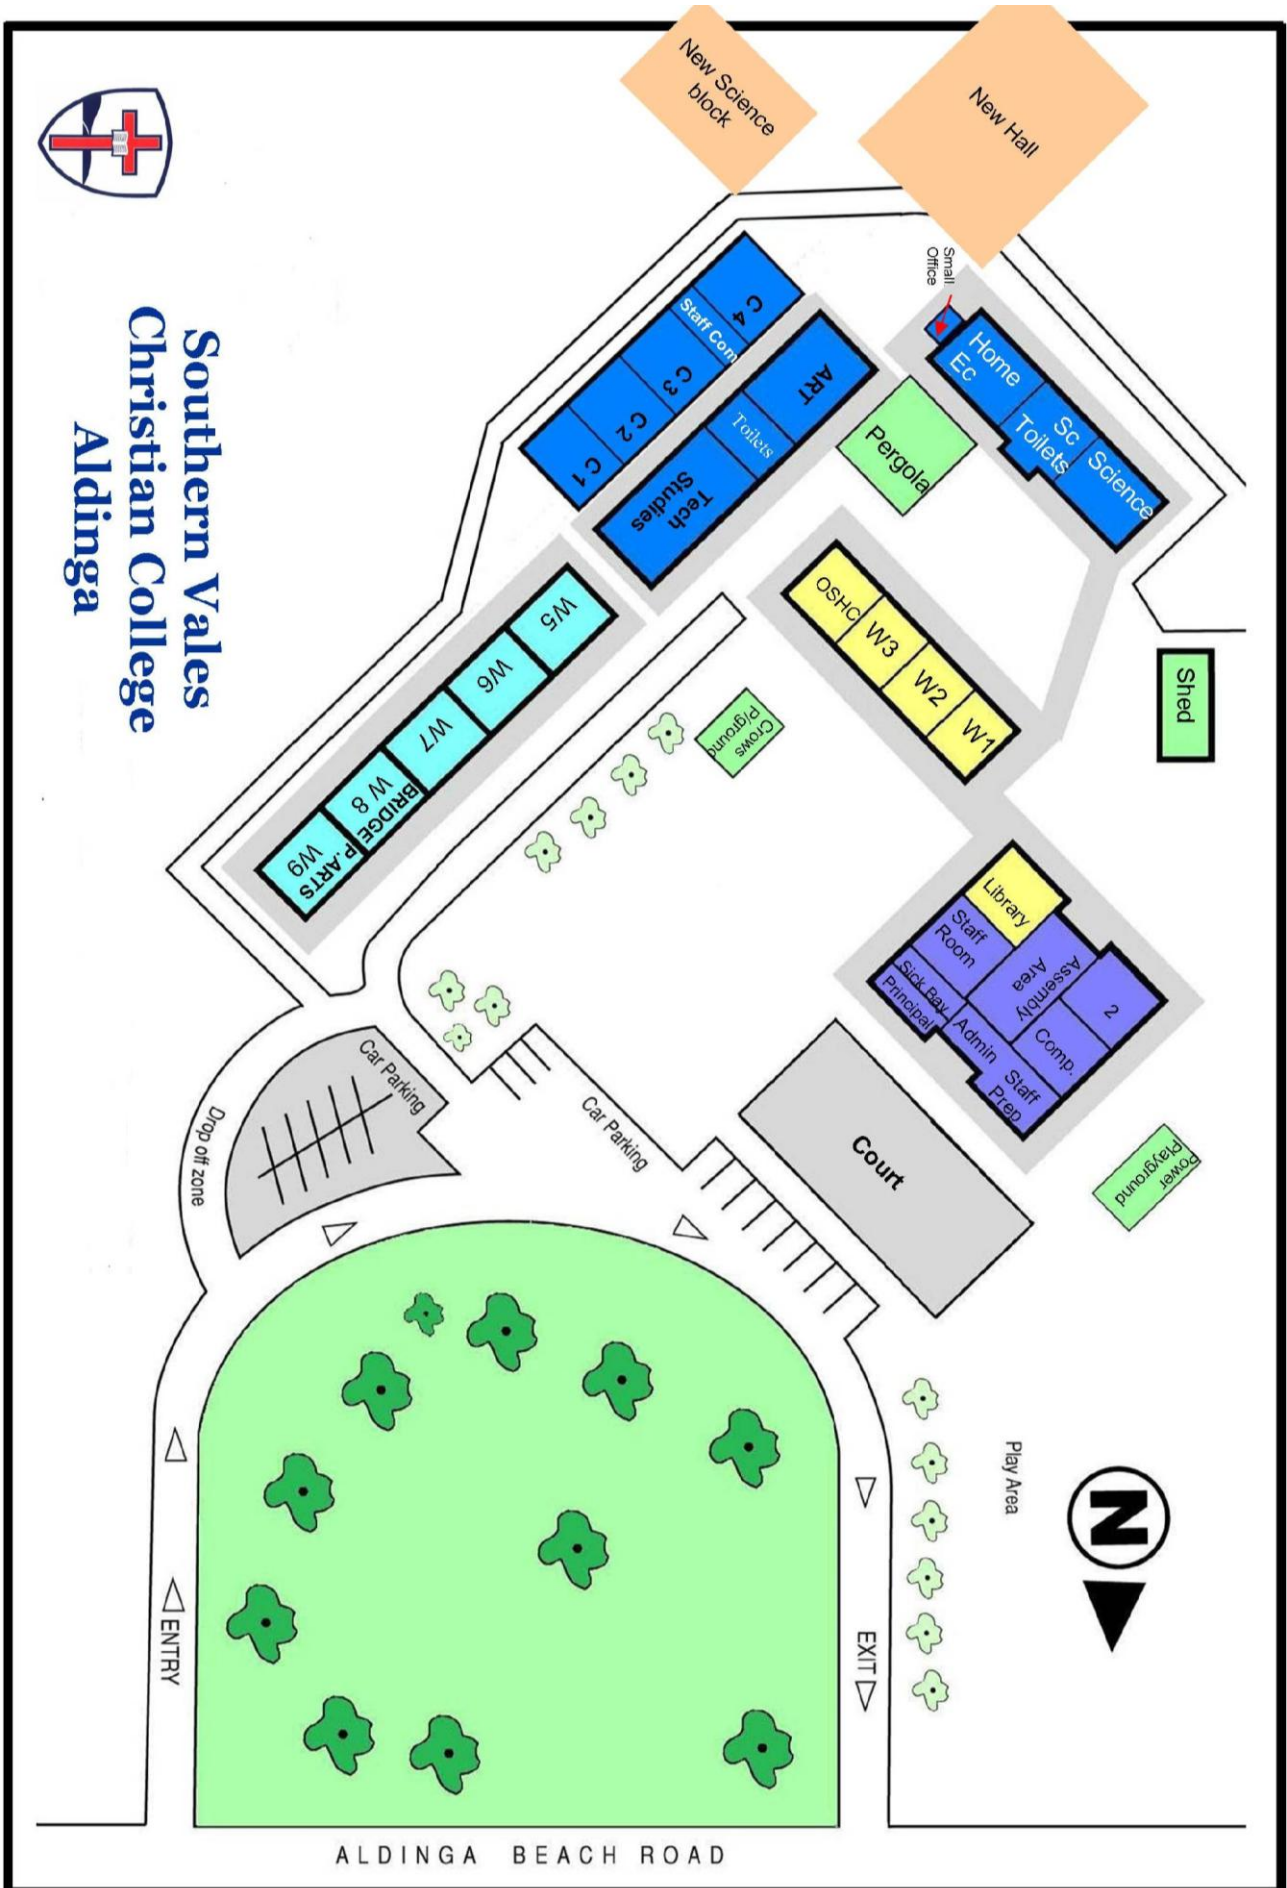 New Science
block
New Hall
Small
Office
Home
Ec
Sc
Toilets
Science
C 4
Staff Com
C 3
C 2
C 1
ART
Toilets
Tech
Studies
Pergola
OSHC
W3
W2
W1
Shed
Southern Vales
Christian College
Aldinga
W5
W6
W7
BRIDGE
W 8
P.ARTS
W9
Crows
P/ground
Library
Staff
Room
Assembly
Area
2
Sick Bay
Principal
Admin
Comp.
Staff
Prep
Car Parking
Car Parking
Drop off zone
Court
Power
Playground
Play Area
N
ENTRY
EXIT
ALDINGA BEACH ROAD